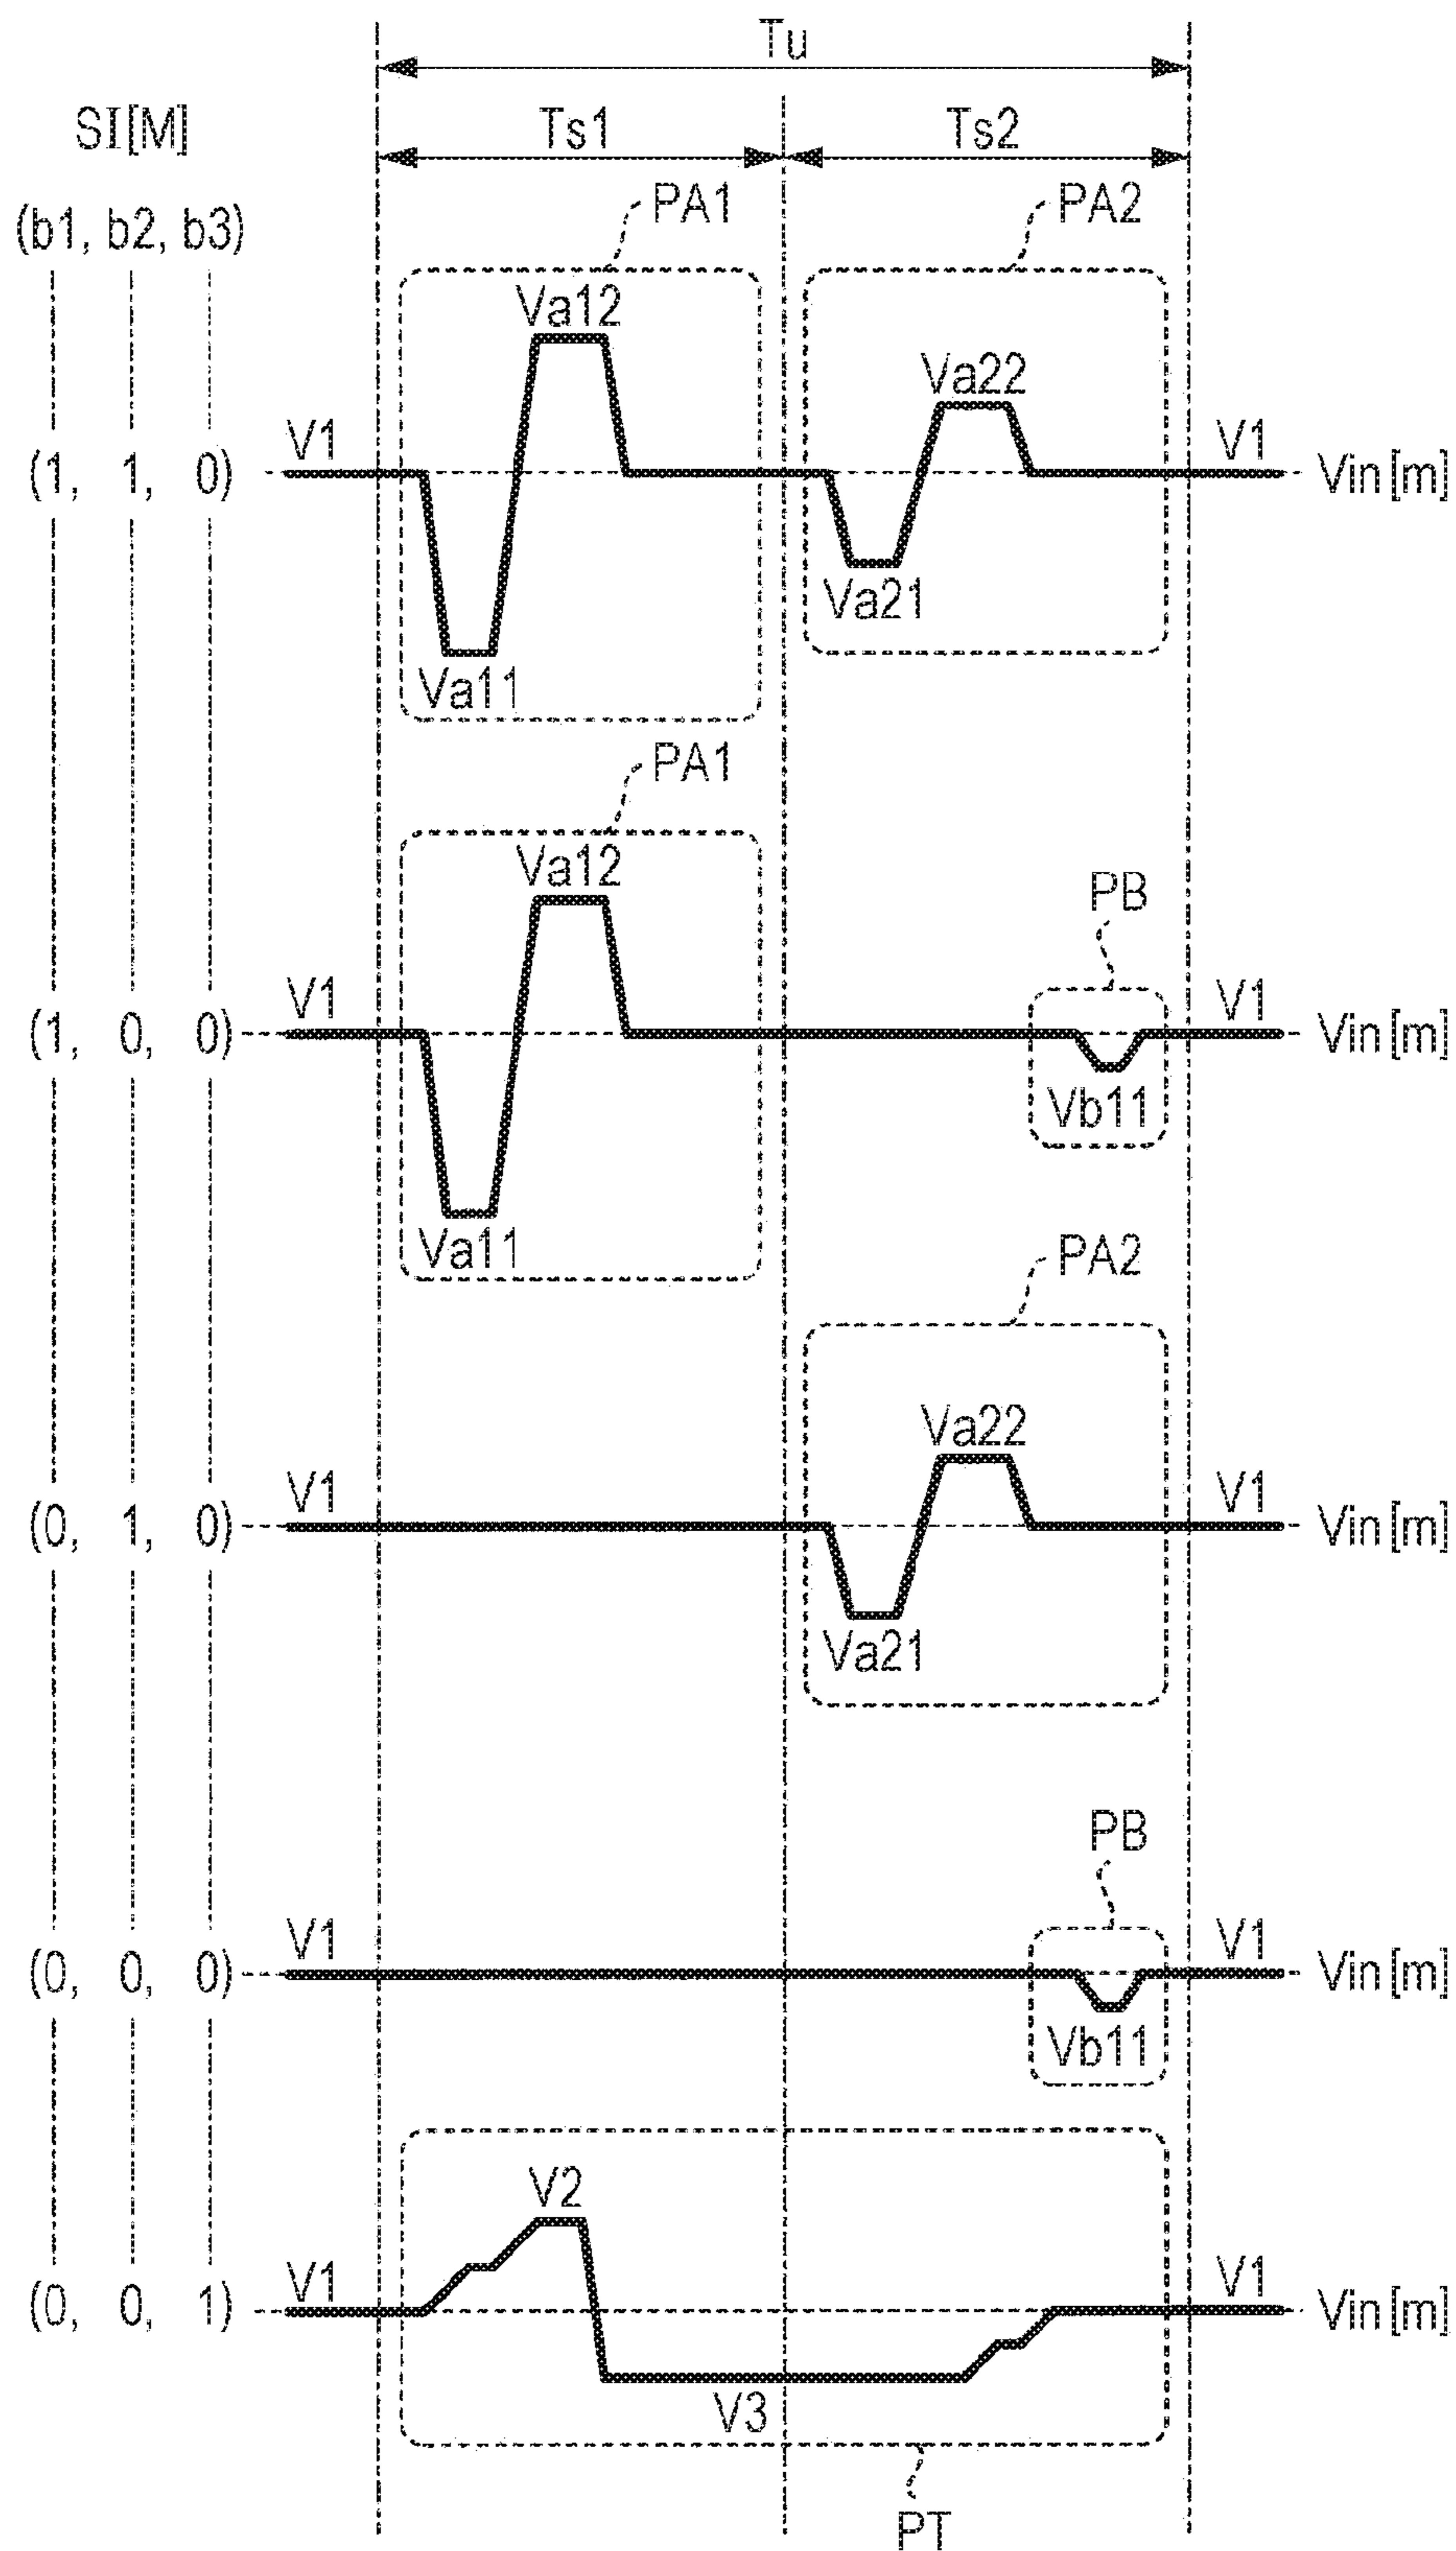 Tu
SI[M]
Ts1
Ts2
(b1, b2, b3)
PA1
PA2
Va12
Va22
V1
V1
(1, 1, 0)
Vin[m]
Va21
Va11
PA1
Va12
PB
V1
V1
(1, 0, 0)
Vin[m]
Vb11
Va11
PA2
Va22
V1
V1
(0, 1, 0)
Vin[m]
Va21
PB
V1
V1
(0, 0, 0)
Vin[m]
Vb11
V2
V1
V1
(0, 0, 1)
Vin[m]
V3
PT